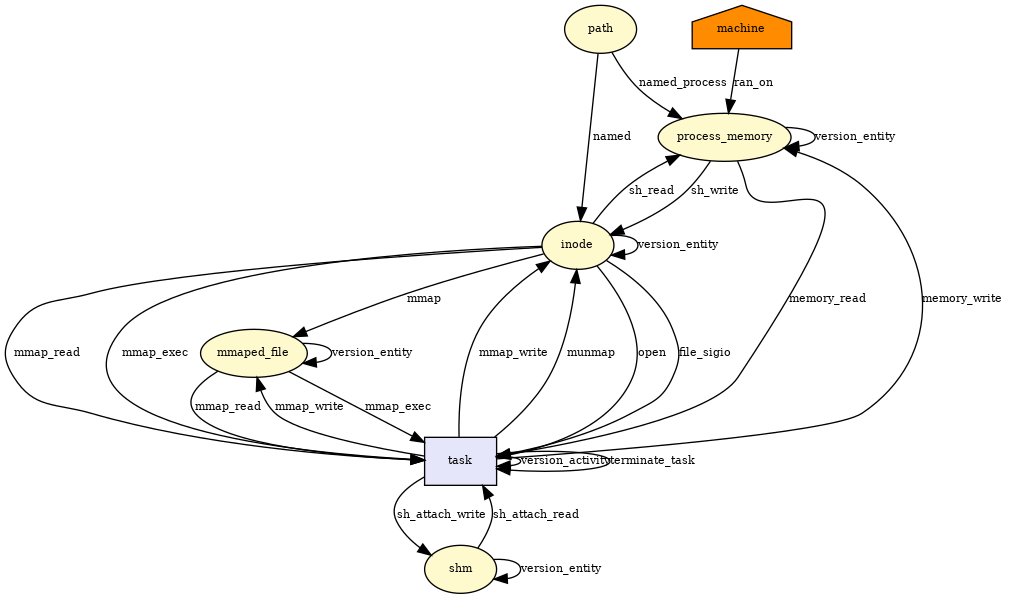 path
machine
named_process
ran_on
named
process_memory
version_entity
sh_read
sh_write
inode
version_entity
mmap
memory_read
memory_write
mmap_read
mmap_exec
mmaped_file
version_entity
mmap_write
munmap
open
file_sigio
mmap_read
mmap_write
mmap_exec
task
version_activity
terminate_task
sh_attach_write
sh_attach_read
shm
version_entity